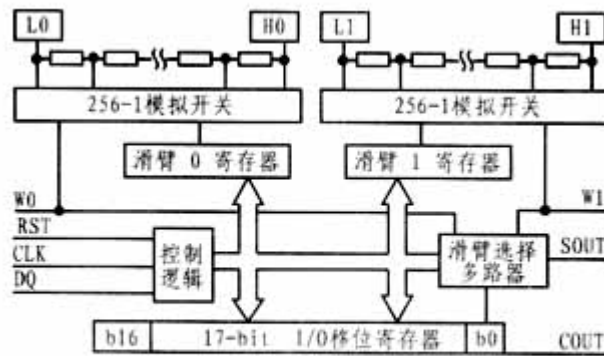 L0 H0 L1 H1
256-1模拟开关 256-1模拟开关
滑臂 0 寄存器 滑臂 1 寄存器
W0 W1
RST
CLK
DQ
控制
逻辑
滑臂选择
多路器
SOUT
b16 17-bit I/O移位寄存器 b0
COUT